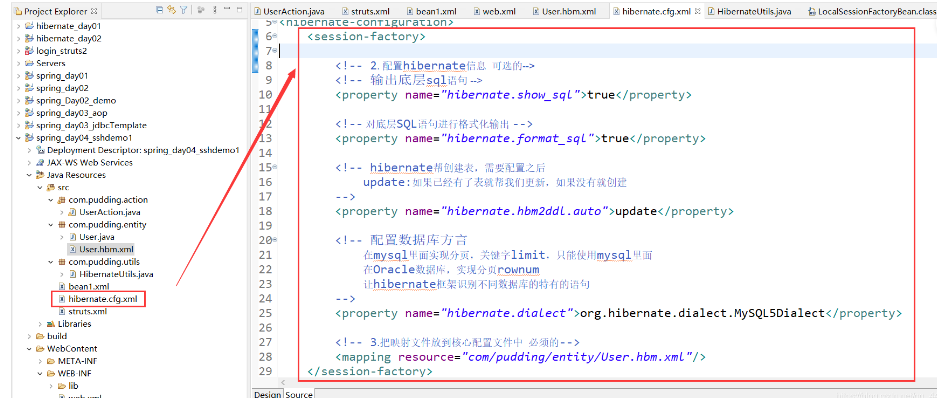 Project Explorer
UserAction.java
struts.xml
bean1.xml
web.xml
User.hbm.xml
hibernate.cfg.xml
HibernateUtils.java
LocalSessionFactoryBean.class
hibernate_day01
hibernate_day02
login_struts2
Servers
spring_day01
spring_day02
spring_Day02_demo
spring_day03_aop
spring_day03_jdbcTemplate
spring_day04_sshdemo1
Deployment Descriptor: spring_day04_sshdemo1
JAX-WS Web Services
Java Resources
src
com.pudding.action
UserAction.java
com.pudding.entity
User.java
User.hbm.xml
com.pudding.utils
HibernateUtils.java
bean1.xml
hibernate.cfg.xml
struts.xml
Libraries
build
WebContent
META-INF
WEB-INF
lib
web.xml
5 <hibernate-configuration>
6 <session-factory>
7
8 <!-- 2.配置hibernate信息 可选的-->
9 <!-- 输出底层sql语句-->
10 <property name="hibernate.show_sql">true</property>
11
12 <!-- 对底层SQL语句进行格式化输出 -->
13 <property name="hibernate.format_sql">true</property>
14
15 <!-- hibernate帮创建表，需要配置之后
16 update:如果已经有了表就帮我们更新，如果没有就创建
17 -->
18 <property name="hibernate.hbm2ddl.auto">update</property>
19
20 <!-- 配置数据库方言
21 在mysql里面实现分页，关键字limit，只能使用mysql里面
22 在Oracle数据库，实现分页rownum
23 让hibernate框架识别不同数据库的特有的语句
24 -->
25 <property name="hibernate.dialect">org.hibernate.dialect.MySQL5Dialect</property>
26
27 <!-- 3.把映射文件放到核心配置文件中 必须的-->
28 <mapping resource="com/pudding/entity/User.hbm.xml"/>
29 </session-factory>
Design Source